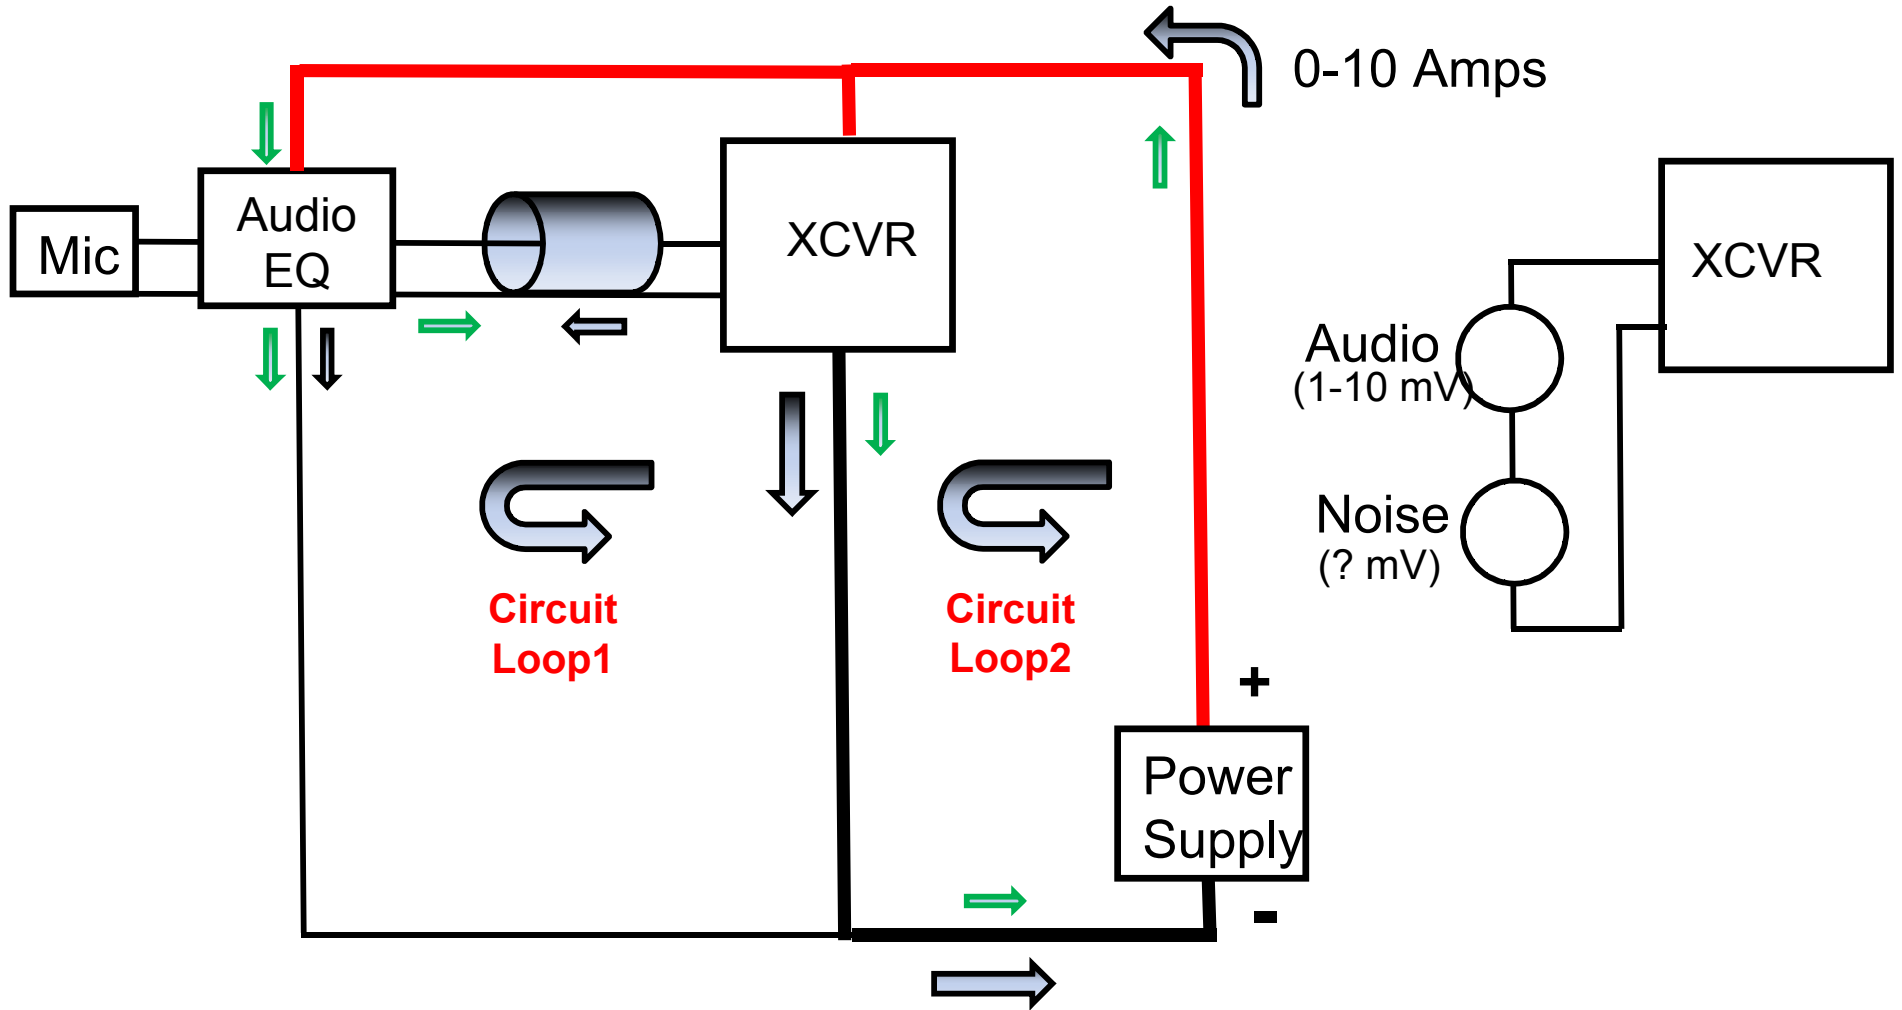 0-10 Amps
Mic
Audio
EQ
XCVR
XCVR
Audio
(1-10 mV)
Noise
(? mV)
Circuit
Loop1
Circuit
Loop2
+
Power
Supply
-